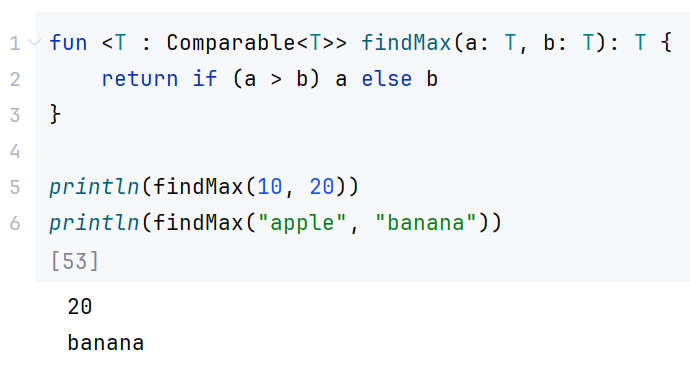 1 fun <T : Comparable<T>> findMax(a: T, b: T): T {
2     return if (a > b) a else b
3 }
4
5 println(findMax(10, 20))
6 println(findMax("apple", "banana"))
[53]
20
banana